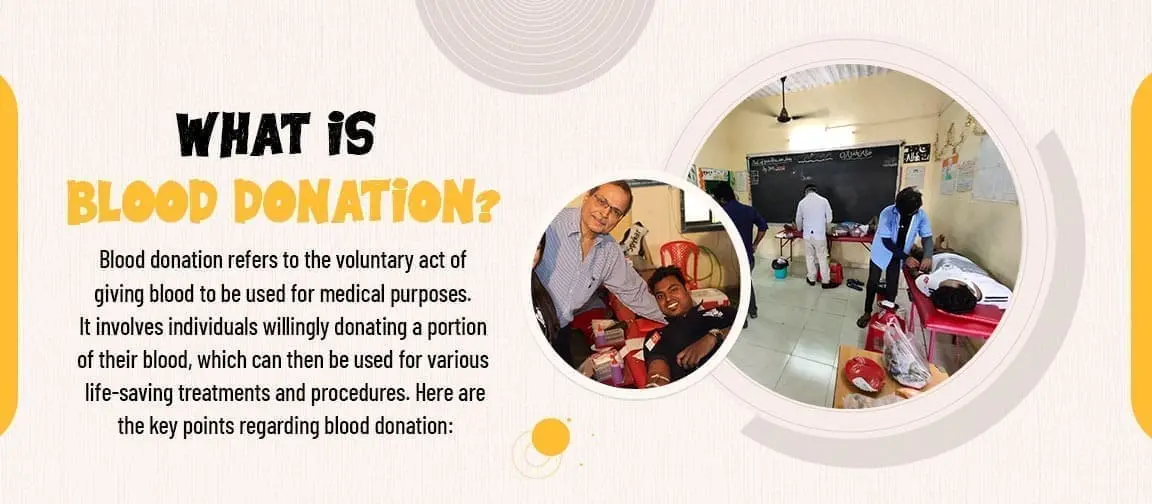 WHAT iS
BLOOD DONATiON?
Blood donation refers to the voluntary act of
giving blood to be used for medical purposes.
It involves individuals willingly donating a portion
of their blood, which can then be used for various
life-saving treatments and procedures. Here are
the key points regarding blood donation: